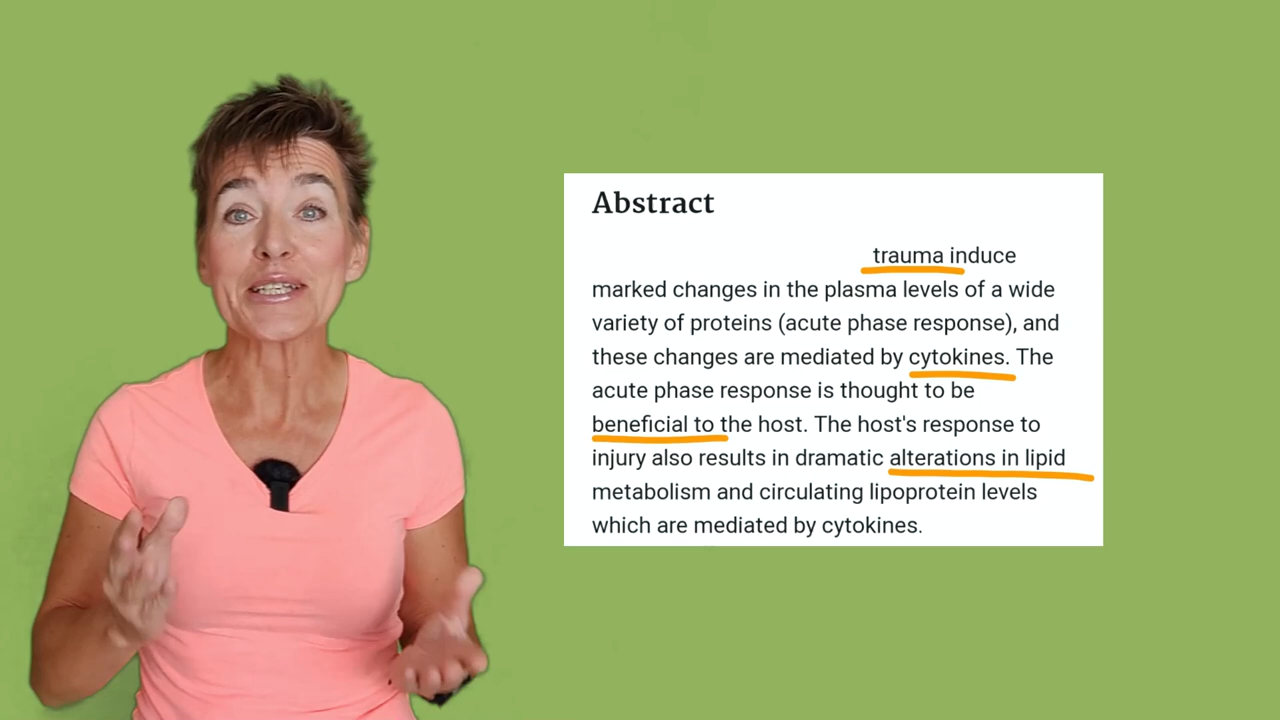 Abstract
trauma induce
marked changes in the plasma levels of a wide
variety of proteins (acute phase response), and
these changes are mediated by cytokines. The
acute phase response is thought to be
beneficial to the host. The host's response to
injury also results in dramatic alterations in lipid
metabolism and circulating lipoprotein levels
which are mediated by cytokines.